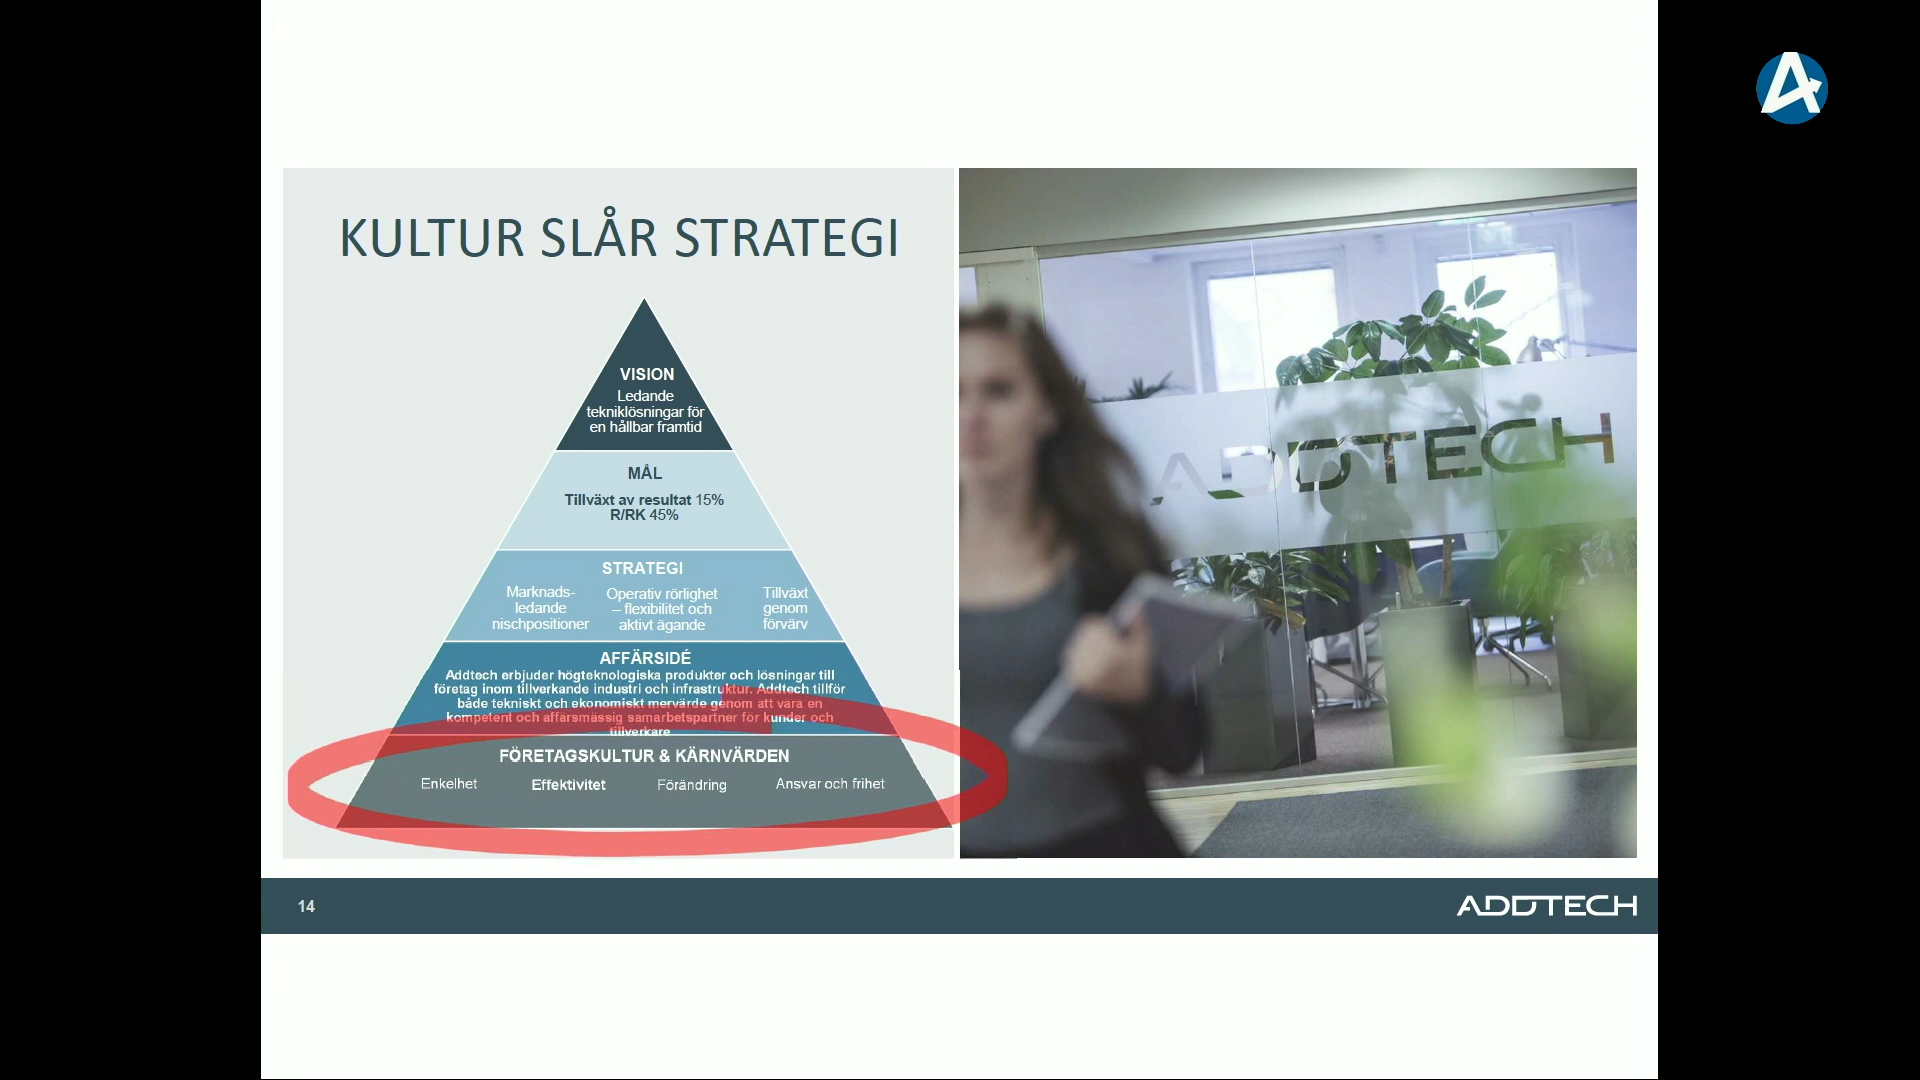 KULTUR SLÅR STRATEGI
VISION
Ledande
tekniklösningar för
en hållbar framtid
MÅL
Tillväxt av resultat 15%
R/RK 45%
STRATEGI
Marknads-
ledande
nischpositioner
Operativ rörlighet
– flexibilitet och
aktivt ägande
Tillväxt
genom
förvärv
AFFÄRSIDÉ
Addtech erbjuder högteknologiska produkter och lösningar till
företag inom tillverkande industri och infrastruktur. Addtech tillför
både tekniskt och ekonomiskt mervärde genom att vara en
kompetent och affärsmässig samarbetspartner för kunder och
tillverkare
FÖRETAGSKULTUR & KÄRNVÄRDEN
Enkelhet Effektivitet Förändring Ansvar och frihet
ADDTECH
14
ADDTECH